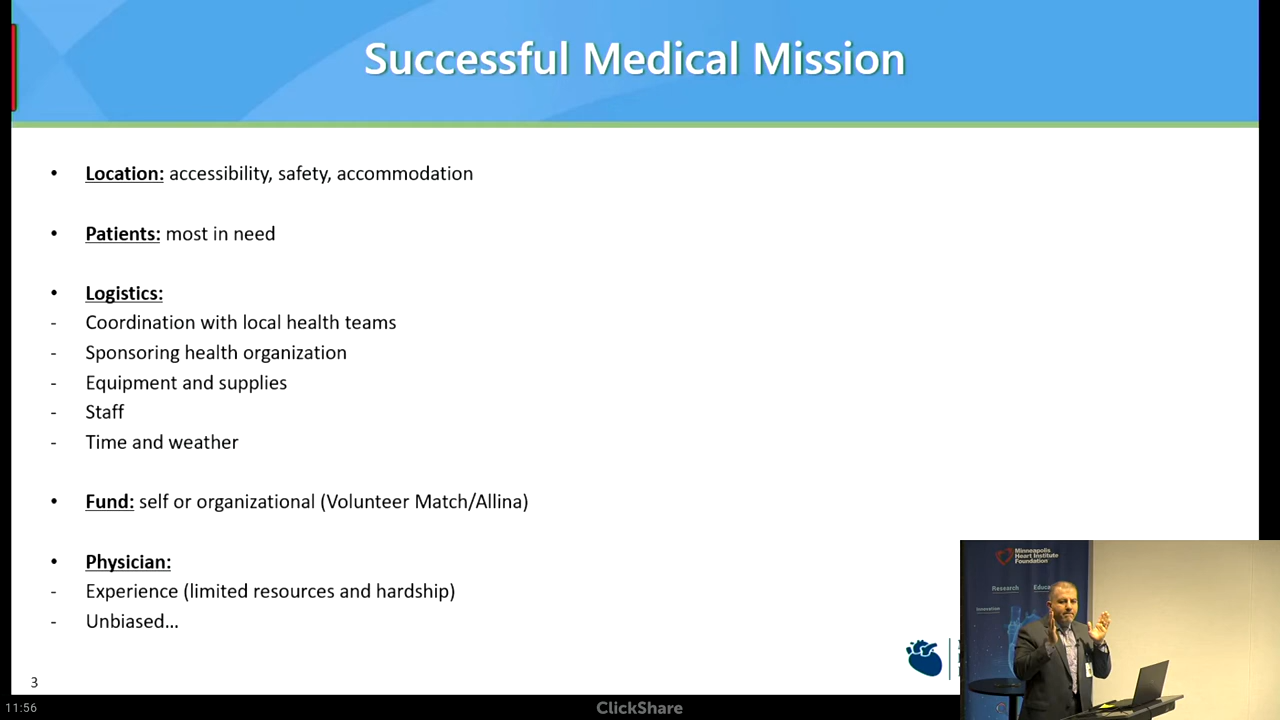 Successful Medical Mission
• Location: accessibility, safety, accommodation
• Patients: most in need
• Logistics:
- Coordination with local health teams
- Sponsoring health organization
- Equipment and supplies
- Staff
- Time and weather
• Fund: self or organizational (Volunteer Match/Allina)
• Physician:
- Experience (limited resources and hardship)
- Unbiased...
3
11:56
ClickShare
Minneapolis
Heart Institute
Foundation
Research
Innovation